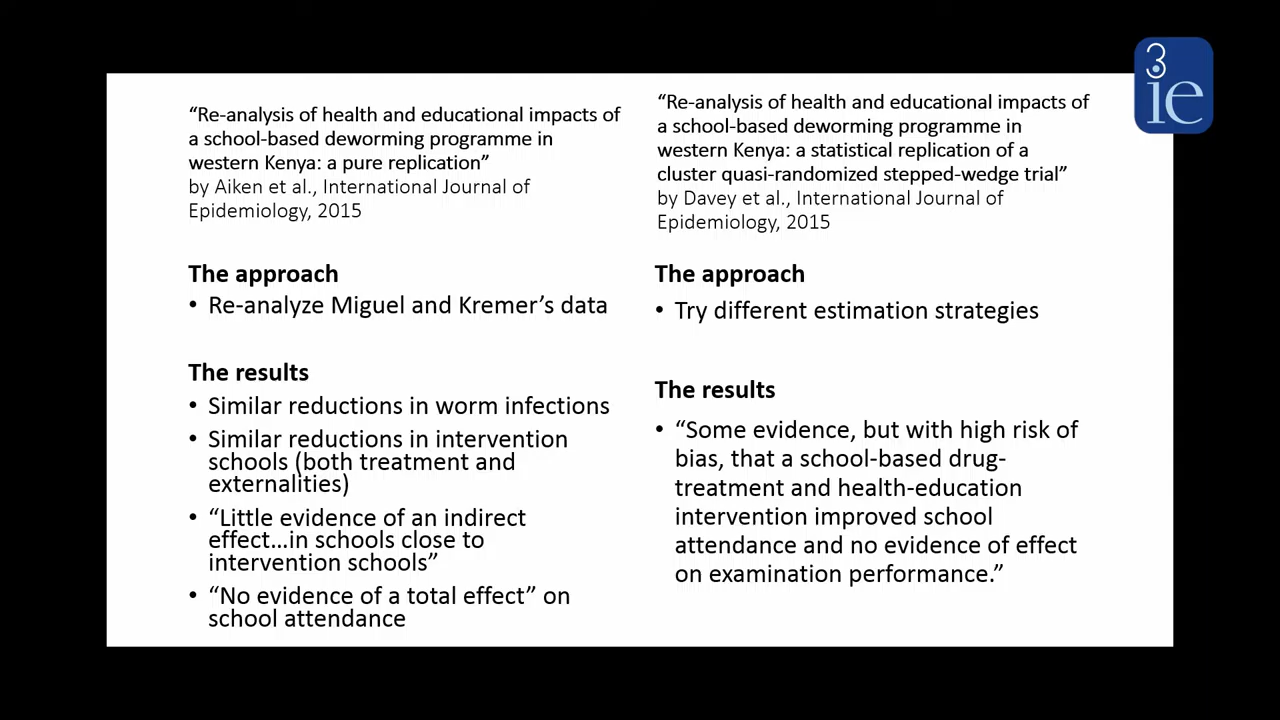 3
ie
“Re-analysis of health and educational impacts of
a school-based deworming programme in
western Kenya: a pure replication”
by Aiken et al., International Journal of
Epidemiology, 2015
The approach
• Re-analyze Miguel and Kremer’s data
The results
• Similar reductions in worm infections
• Similar reductions in intervention
schools (both treatment and
externalities)
• “Little evidence of an indirect
effect...in schools close to
intervention schools”
• “No evidence of a total effect” on
school attendance
“Re-analysis of health and educational impacts of
a school-based deworming programme in
western Kenya: a statistical replication of a
cluster quasi-randomized stepped-wedge trial”
by Davey et al., International Journal of
Epidemiology, 2015
The approach
• Try different estimation strategies
The results
• “Some evidence, but with high risk of
bias, that a school-based drug-
treatment and health-education
intervention improved school
attendance and no evidence of effect
on examination performance.”